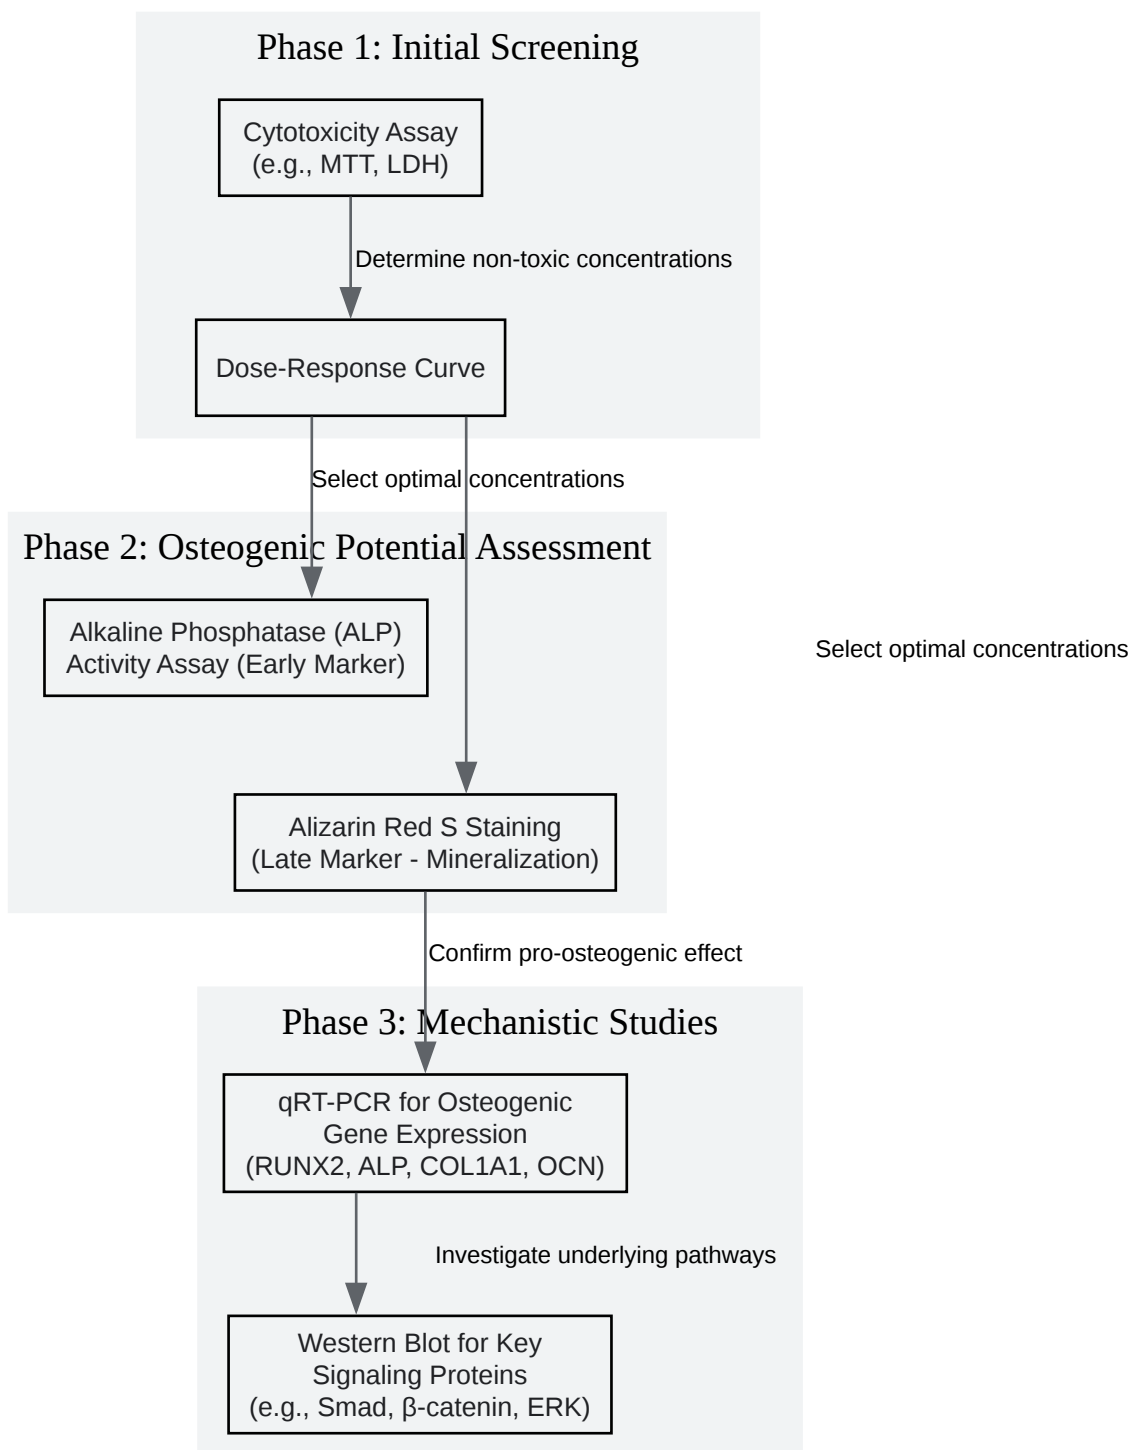 Phase 1: Initial Screening
Cytotoxicity Assay
(e.g., MTT, LDH)
Determine non-toxic concentrations
Dose-Response Curve
Select optimal concentrations
Phase 2: Osteogenic Potential Assessment
Alkaline Phosphatase (ALP)
Activity Assay (Early Marker)
Select optimal concentrations
Alizarin Red S Staining
(Late Marker - Mineralization)
Confirm pro-osteogenic effect
Phase 3: Mechanistic Studies
qRT-PCR for Osteogenic
Gene Expression
(RUNX2, ALP, COL1A1, OCN)
Investigate underlying pathways
Western Blot for Key
Signaling Proteins
(e.g., Smad, β-catenin, ERK)